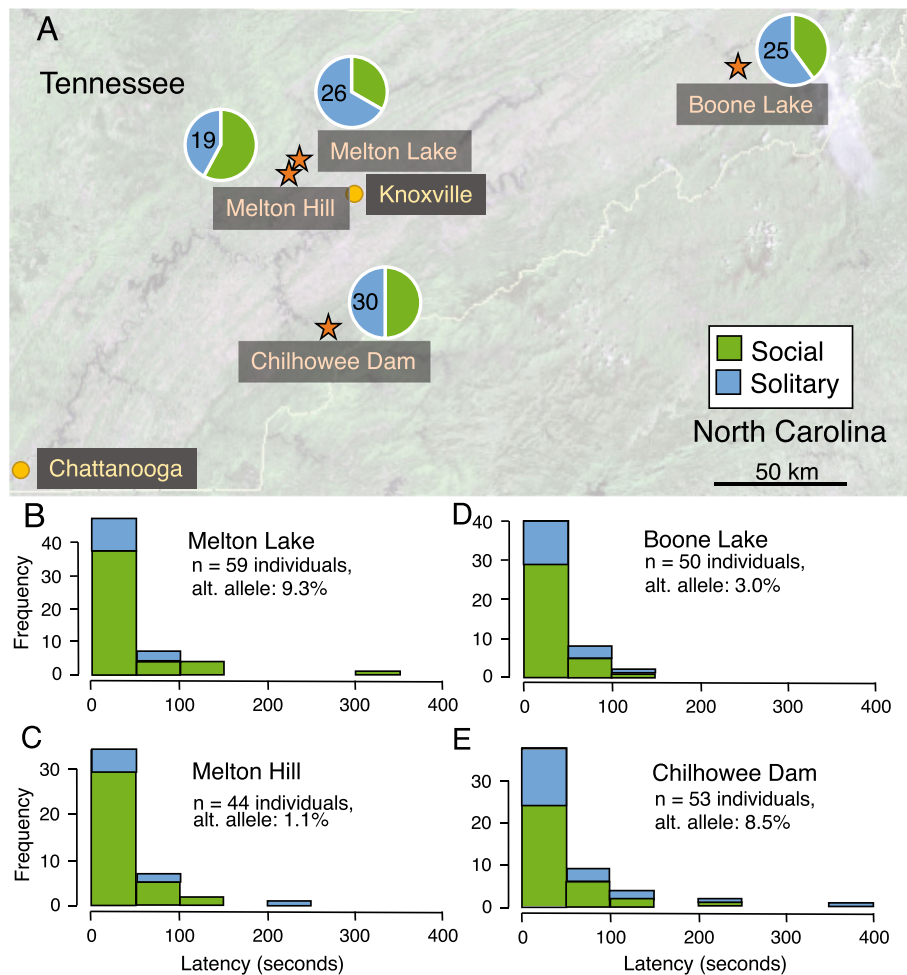 A
Tennessee
25
Boone Lake
26
19
Melton Lake
Melton Hill
Knoxville
30
Chilhowee Dam
Social
Solitary
North Carolina
50 km
Chattanooga
B
Melton Lake
n = 59 individuals,
alt. allele: 9.3%
Frequency
40
30
20
10
0
0 100 200 300 400
D
Boone Lake
n = 50 individuals,
alt. allele: 3.0%
40
30
20
10
0
0 100 200 300 400
C
Melton Hill
n = 44 individuals,
alt. allele: 1.1%
Frequency
30
20
10
0
0 100 200 300 400
Latency (seconds)
E
Chilhowee Dam
n = 53 individuals,
alt. allele: 8.5%
30
20
10
0
0 100 200 300 400
Latency (seconds)